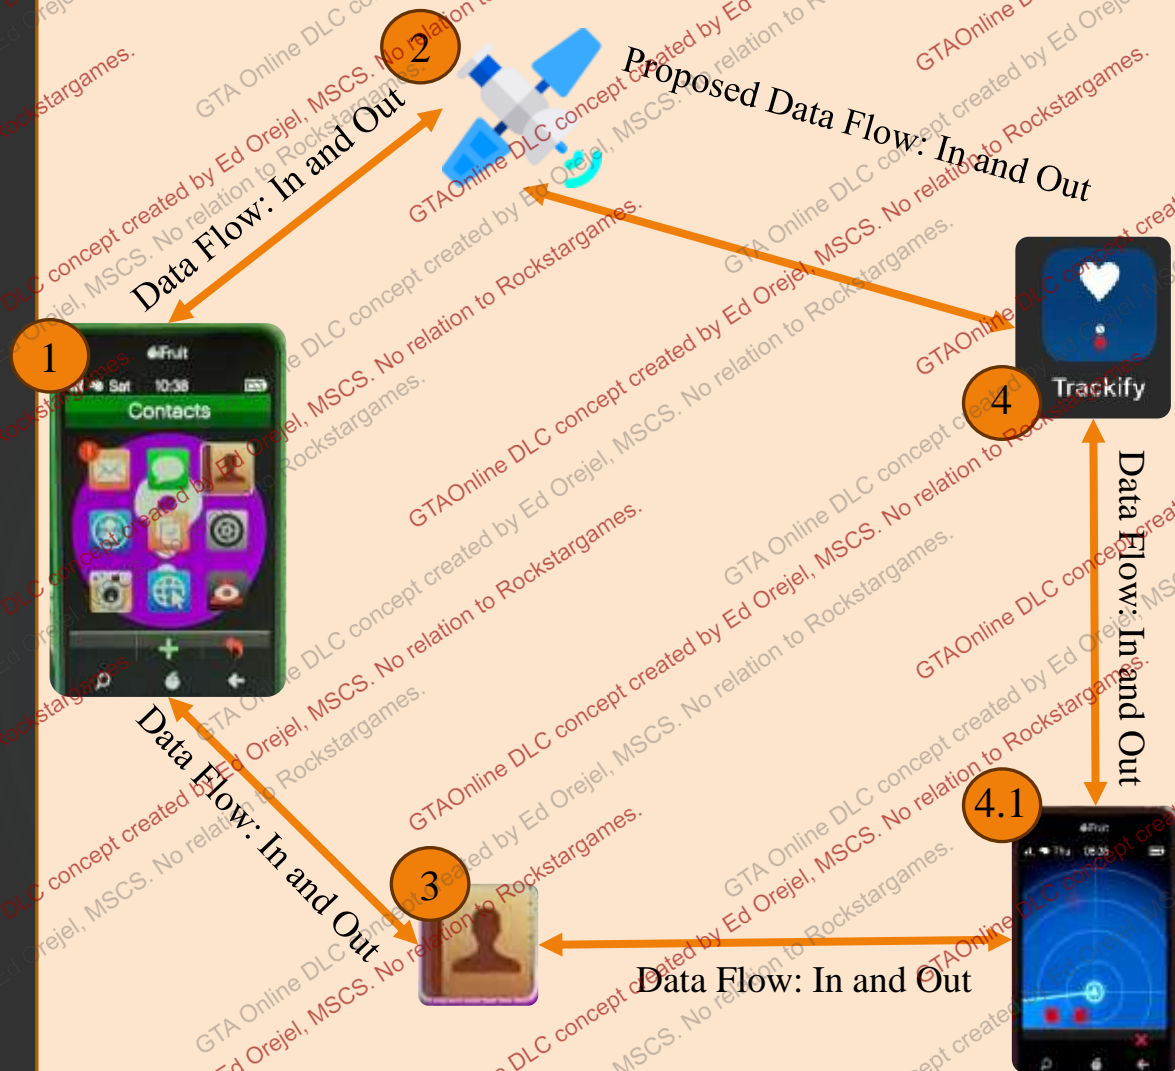 2
Proposed Data Flow: In and Out
Data Flow: In and Out
1
iFruit
Sat 10:38
Contacts
Trackify
4
Data Flow: In and Out
Data Flow: In and Out
4.1
iFruit
Thu
3
Data Flow: In and Out
GTA Online DLC concept created by Ed Orejel, MSCS. No relation to Rockstargames.
GTAOnline DLC concept created by Ed Orejel, MSCS. No relation to Rockstargames.